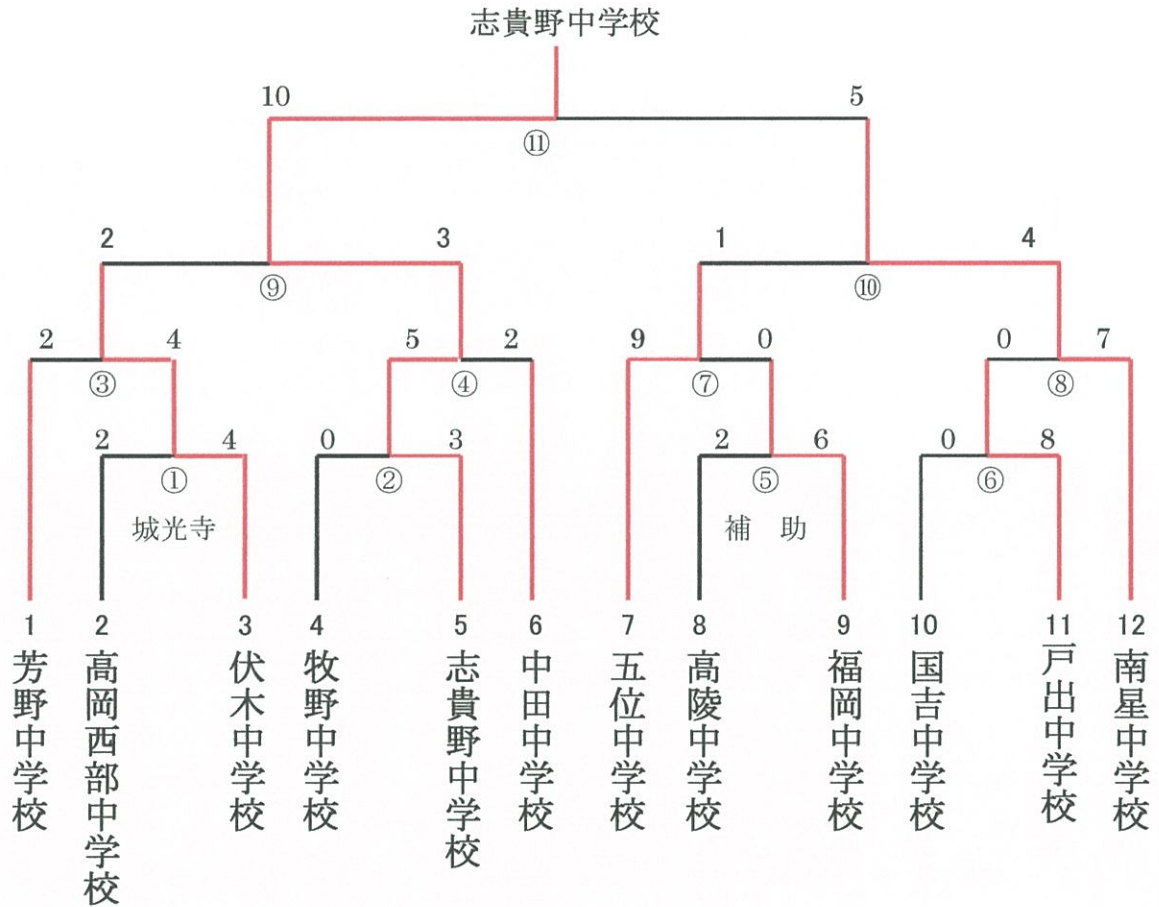 志貴野中学校
10 5
⑪
2 3 1 4
⑨ ⑩
2 4 5 2 9 0 0 7
③ ④ ⑦ ⑧
2 4 0 3 2 6 0 8
① ② ⑤ ⑥
城光寺 補 助
1 2 3 4 5 6 7 8 9 10 11 12
芳野中学校
高岡西部中学校
伏木中学校
牧野中学校
志貴野中学校
中田中学校
五位中学校
高陵中学校
福岡中学校
国吉中学校
戸出中学校
南星中学校